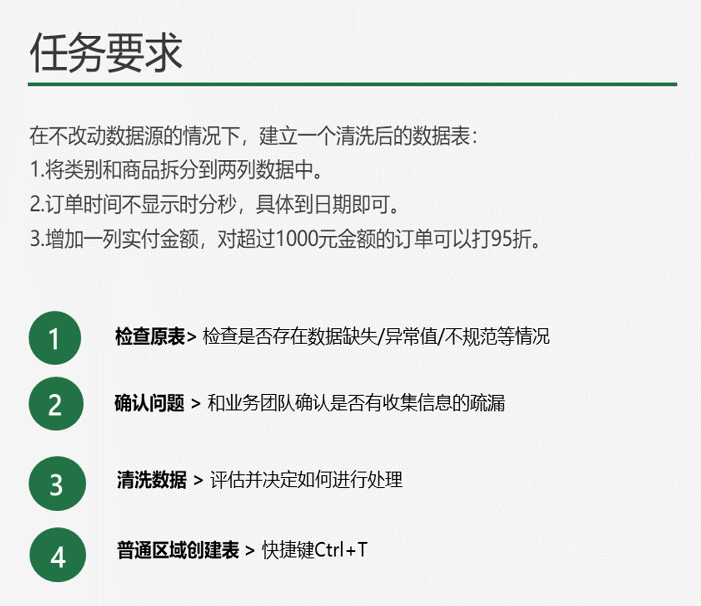 任务要求
在不改动数据源的情况下，建立一个清洗后的数据表：
1.将类别和商品拆分到两列数据中。
2.订单时间不显示时分秒，具体到日期即可。
3.增加一列实付金额，对超过1000元金额的订单可以打95折。
1 检查原表> 检查是否存在数据缺失/异常值/不规范等情况
2 确认问题 > 和业务团队确认是否有收集信息的疏漏
3 清洗数据 > 评估并决定如何进行处理
4 普通区域创建表 > 快捷键Ctrl+T